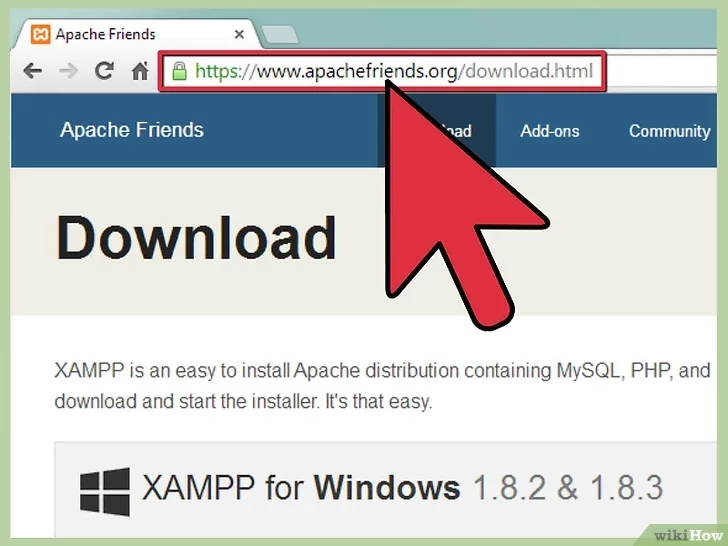 Apache Friends
https://www.apachefriends.org/download.html
Apache Friends
Add-ons
Community
Download
XAMPP is an easy to install Apache distribution containing MySQL, PHP, and
download and start the installer. It's that easy.
XAMPP for Windows 1.8.2 & 1.8.3
wikiHow